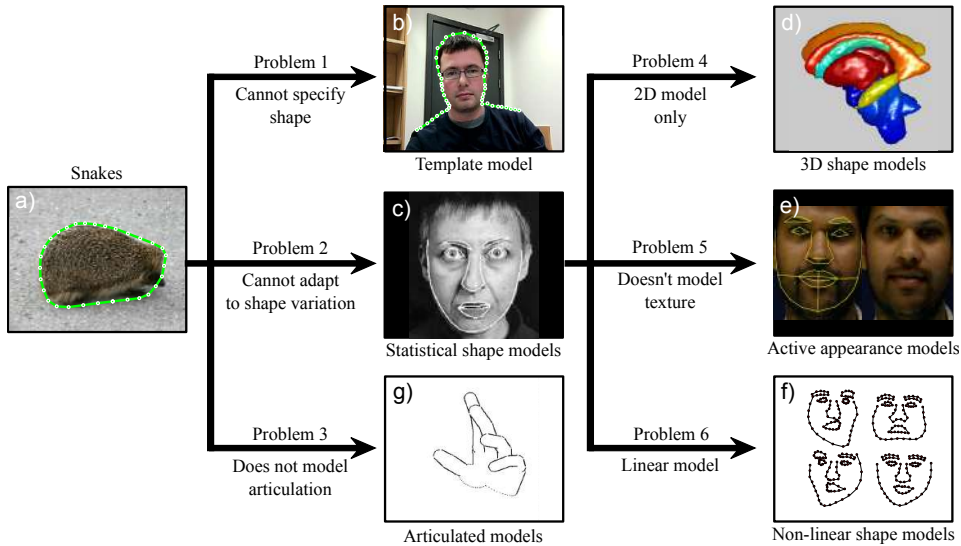 Snakes
a)
Problem 1
Cannot specify
shape
b)
Template model
Problem 2
Cannot adapt
to shape variation
c)
Statistical shape models
Problem 3
Does not model
articulation
g)
Articulated models
Problem 4
2D model
only
d)
3D shape models
Problem 5
Doesn't model
texture
e)
Active appearance models
Problem 6
Linear model
f)
Non-linear shape models